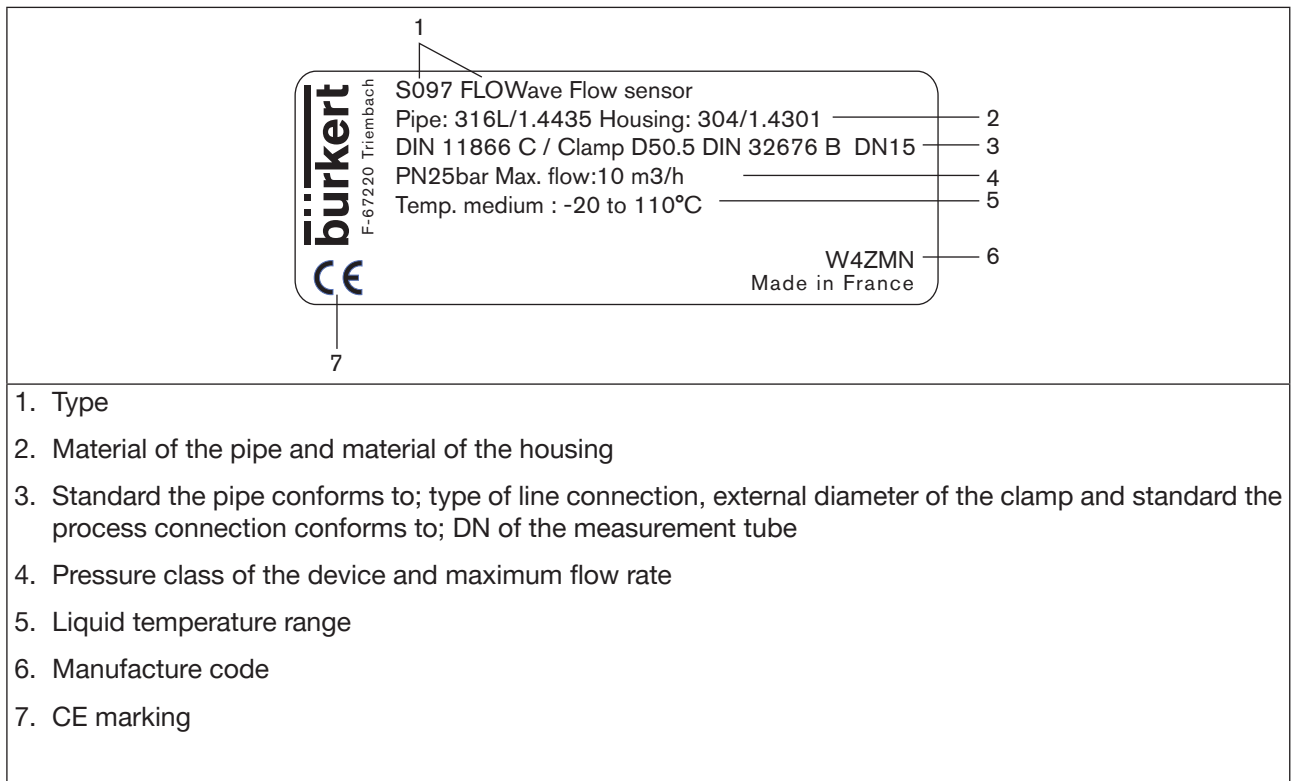 1
bürkert
F-67220 Triembach
S097 FLOWave Flow sensor
Pipe: 316L/1.4435 Housing: 304/1.4301
2
DIN 11866 C / Clamp D50.5 DIN 32676 B DN15
3
PN25bar Max. flow:10 m3/h
4
Temp. medium : -20 to 110°C
5
W4ZMN
6
Made in France
CE
7
1. Type
2. Material of the pipe and material of the housing
3. Standard the pipe conforms to; type of line connection, external diameter of the clamp and standard the
process connection conforms to; DN of the measurement tube
4. Pressure class of the device and maximum flow rate
5. Liquid temperature range
6. Manufacture code
7. CE marking